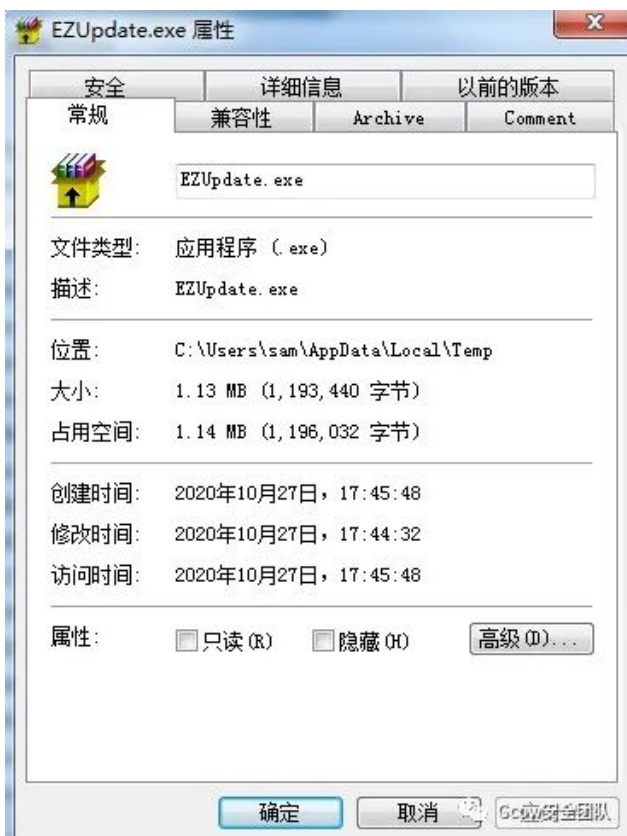 EZUpdate.exe 属性
安全 详细信息 以前的版本
常规 兼容性 Archive Comment
EZUpdate.exe
文件类型: 应用程序 (.exe)
描述: EZUpdate.exe
位置: C:\Users\sam\AppData\Local\Temp
大小: 1.13 MB (1,193,440 字节)
占用空间: 1.14 MB (1,196,032 字节)
创建时间: 2020年10月27日，17:45:48
修改时间: 2020年10月27日，17:44:32
访问时间: 2020年10月27日，17:45:48
属性: 只读(R) 隐藏(H) 高级(D)...
确定 取消